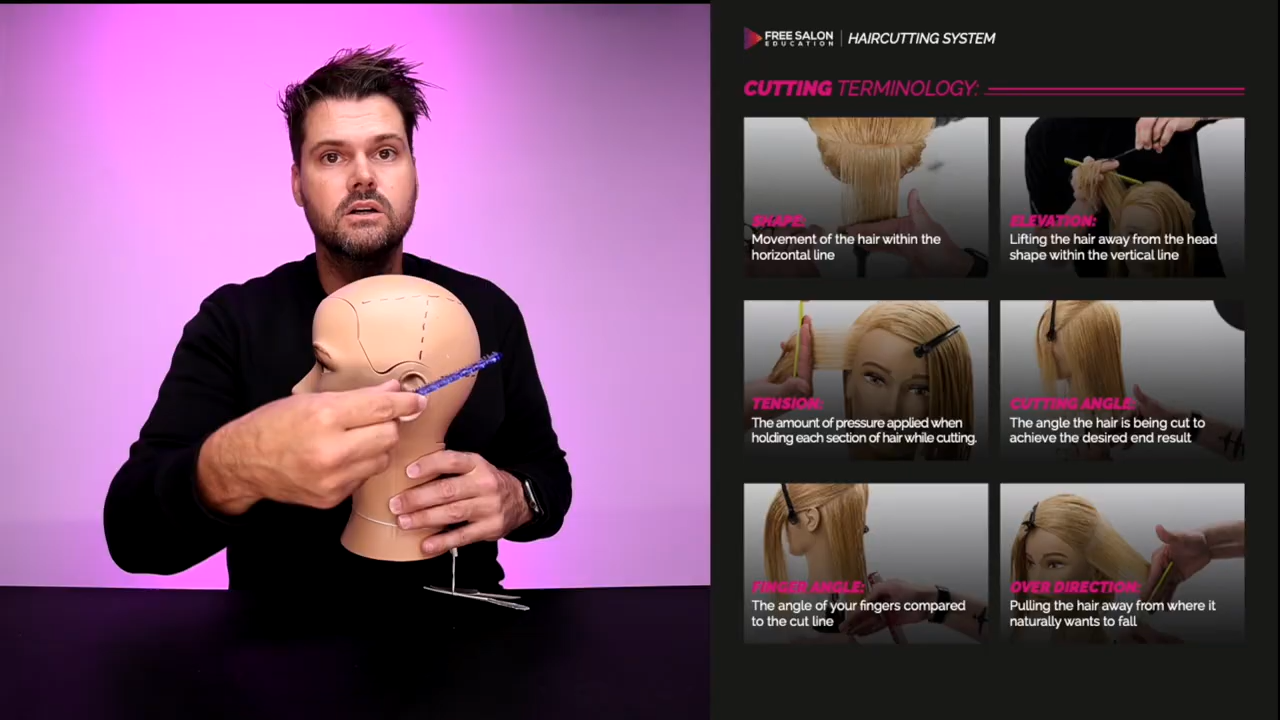 FREE SALON
EDUCATION
HAIRCUTTING SYSTEM
CUTTING TERMINOLOGY:
SHAPE:
Movement of the hair within the
horizontal line
ELEVATION:
Lifting the hair away from the head
shape within the vertical line
TENSION:
The amount of pressure applied when
holding each section of hair while cutting.
CUTTING ANGLE:
The angle the hair is being cut to
achieve the desired end result
FINGER ANGLE:
The angle of your fingers compared
to the cut line
OVER DIRECTION:
Pulling the hair away from where it
naturally wants to fall